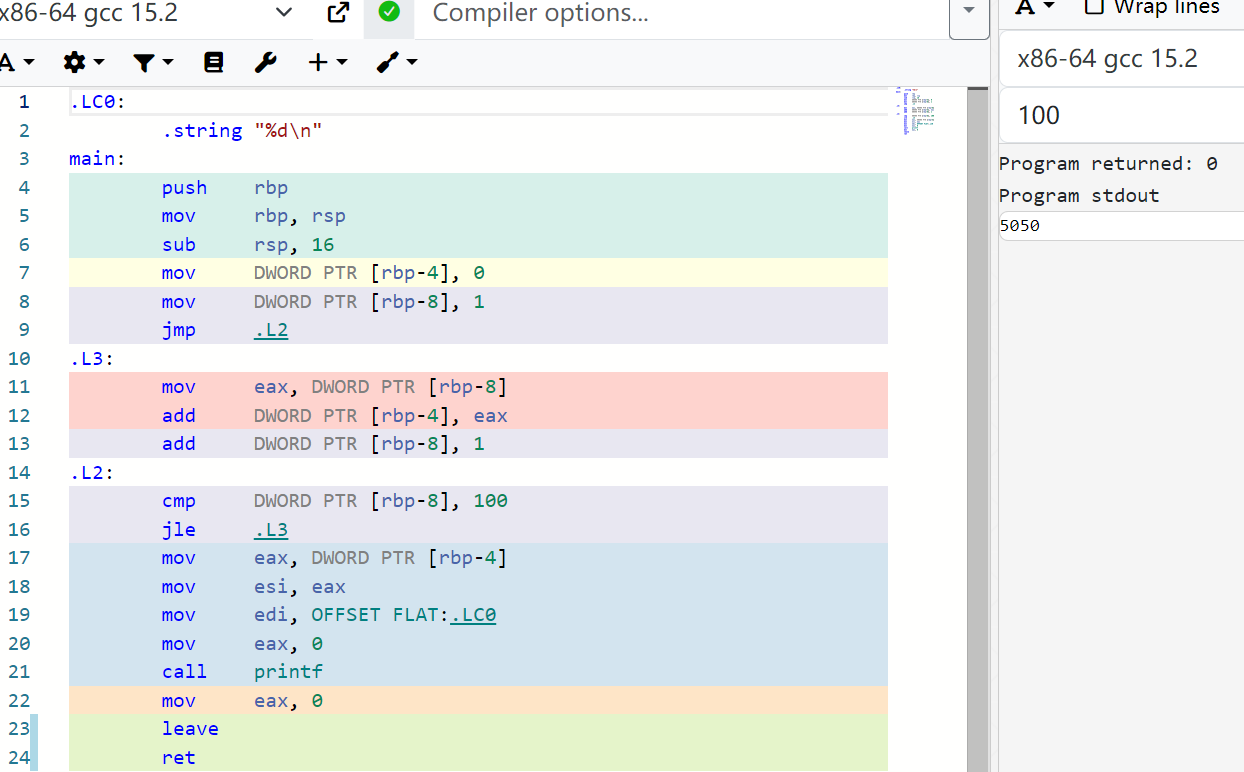 x86-64 gcc 15.2 Compiler options...
A
1 .LC0:
2 .string "%d\n"
3 main:
4 push rbp
5 mov rbp, rsp
6 sub rsp, 16
7 mov DWORD PTR [rbp-4], 0
8 mov DWORD PTR [rbp-8], 1
9 jmp .L2
10 .L3:
11 mov eax, DWORD PTR [rbp-8]
12 add DWORD PTR [rbp-4], eax
13 add DWORD PTR [rbp-8], 1
14 .L2:
15 cmp DWORD PTR [rbp-8], 100
16 jle .L3
17 mov eax, DWORD PTR [rbp-4]
18 mov esi, eax
19 mov edi, OFFSET FLAT:.LC0
20 mov eax, 0
21 call printf
22 mov eax, 0
23 leave
24 ret
A Wrap lines
x86-64 gcc 15.2
100
Program returned: 0
Program stdout
5050